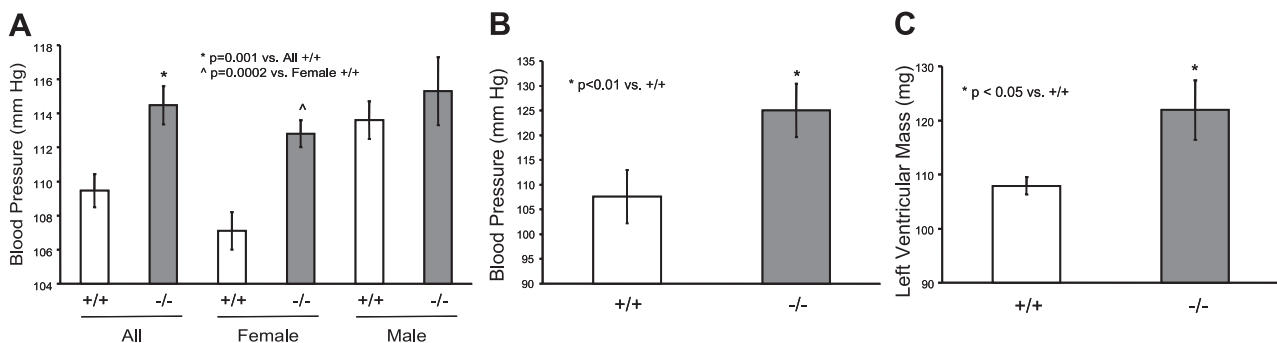 A
Blood Pressure (mm Hg)
118
116
114
112
110
108
106
104
* p=0.001 vs. All +/+
^ p=0.0002 vs. Female +/+
*
^
+/+ -/- +/+ -/- +/+ -/-
All Female Male
B
Blood Pressure (mm Hg)
135
130
125
120
115
110
105
100
95
90
* p<0.01 vs. +/+
*
+/+ -/-
C
Left Ventricular Mass (mg)
130
120
110
100
90
* p < 0.05 vs. +/+
*
+/+ -/-